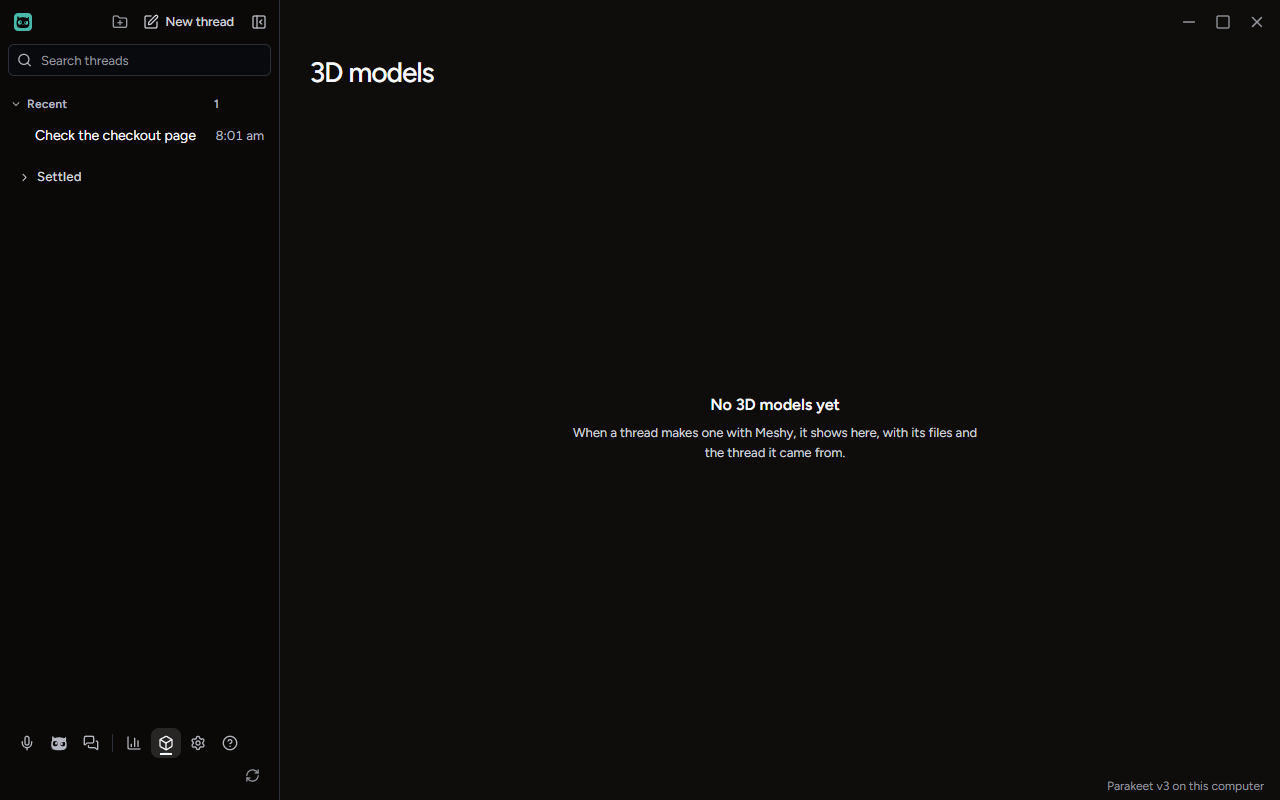 New thread
Search threads
Recent 1
Check the checkout page 8:01 am
Settled
3D models
No 3D models yet
When a thread makes one with Meshy, it shows here, with its files and
the thread it came from.
Parakeet v3 on this computer